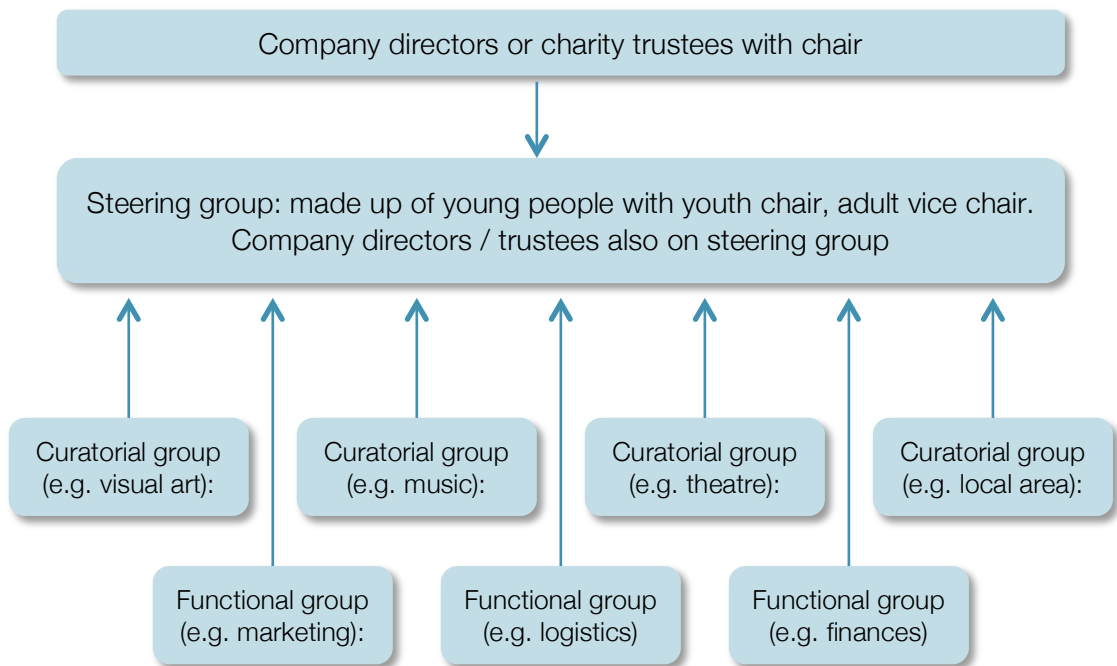 Company directors or charity trustees with chair
Steering group: made up of young people with youth chair, adult vice chair.
Company directors / trustees also on steering group
Curatorial group
(e.g. visual art):
Curatorial group
(e.g. music):
Curatorial group
(e.g. theatre):
Curatorial group
(e.g. local area):
Functional group
(e.g. marketing):
Functional group
(e.g. logistics)
Functional group
(e.g. finances)